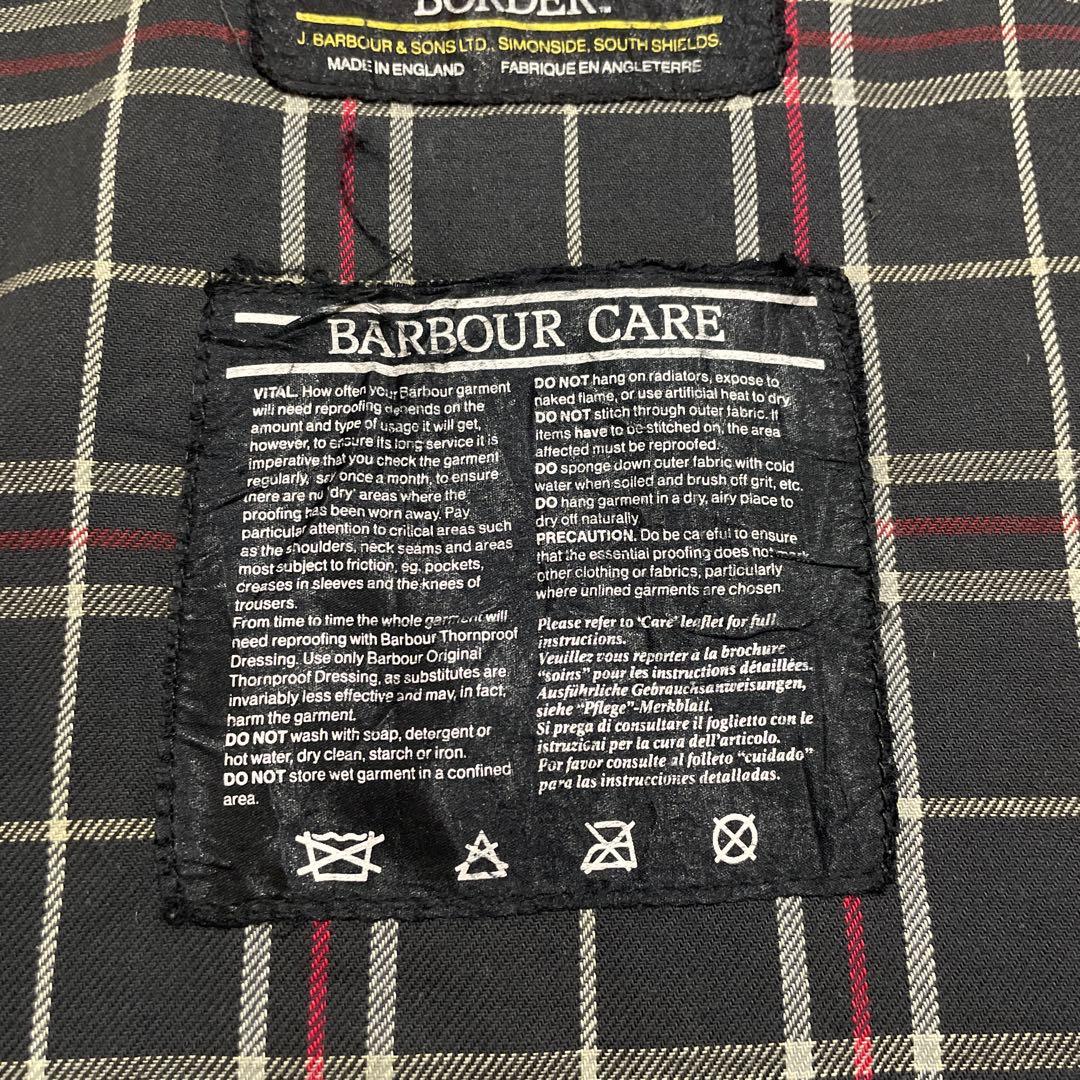 BORDER™
J. BARBOUR & SONS LTD., SIMONSIDE, SOUTH SHIELDS.
MADE IN ENGLAND FABRIQUE EN ANGLETERRE
BARBOUR CARE
VITAL. How often your Barbour garment
will need reproofing depends on the
amount and type of usage it will get,
however, to ensure its long service it is
imperative that you check the garment
regularly, say once a month, to ensure
there are no 'dry' areas where the
proofing has been worn away. Pay
particular attention to critical areas such
as the shoulders, neck seams and areas
most subject to friction, eg. pockets,
creases in sleeves and the knees of
trousers.
From time to time the whole garment will
need reproofing with Barbour Thornproof
Dressing. Use only Barbour Original
Thornproof Dressing, as substitutes are
invariably less effective and may, in fact,
harm the garment.
DO NOT wash with soap, detergent or
hot water, dry clean, starch or iron.
DO NOT store wet garment in a confined
area.
DO NOT hang on radiators, expose to
naked flame, or use artificial heat to dry.
DO NOT stitch through outer fabric. If
items have to be stitched on, the area
affected must be reproofed.
DO sponge down outer fabric with cold
water when soiled and brush off grit, etc.
DO hang garment in a dry, airy place to
dry off naturally.
PRECAUTION. Do be careful to ensure
that the essential proofing does not mark
other clothing or fabrics, particularly
where unlined garments are chosen.
Please refer to 'Care' leaflet for full
instructions.
Veuillez vous reporter à la brochure
"soins" pour les instructions détaillées.
Ausführliche Gebrauchsanweisungen,
siehe "Pflege"-Merkblatt.
Si prega di consultare il foglietto con le
istruzioni per la cura dell'articolo.
Por favor consulte al folleto "cuidado"
para las instrucciones detalladas.